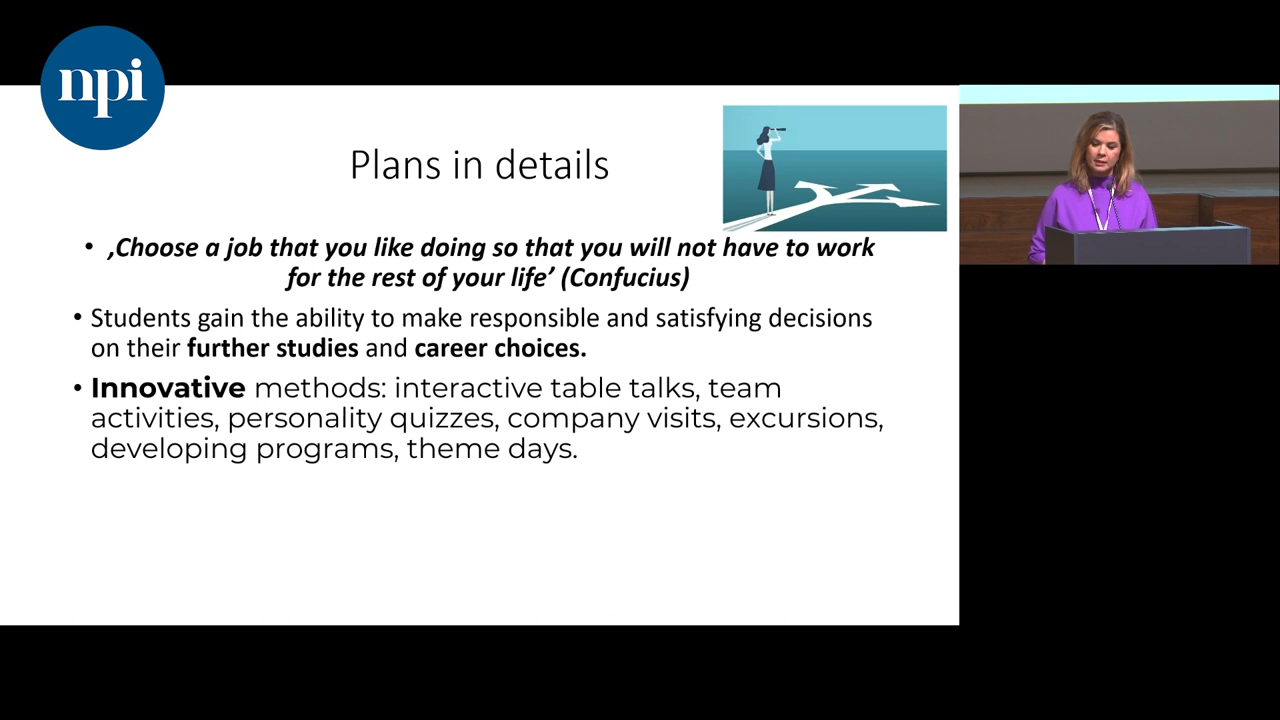 npi
Plans in details
• ‚Choose a job that you like doing so that you will not have to work
for the rest of your life’ (Confucius)
• Students gain the ability to make responsible and satisfying decisions
on their further studies and career choices.
• Innovative methods: interactive table talks, team
activities, personality quizzes, company visits, excursions,
developing programs, theme days.